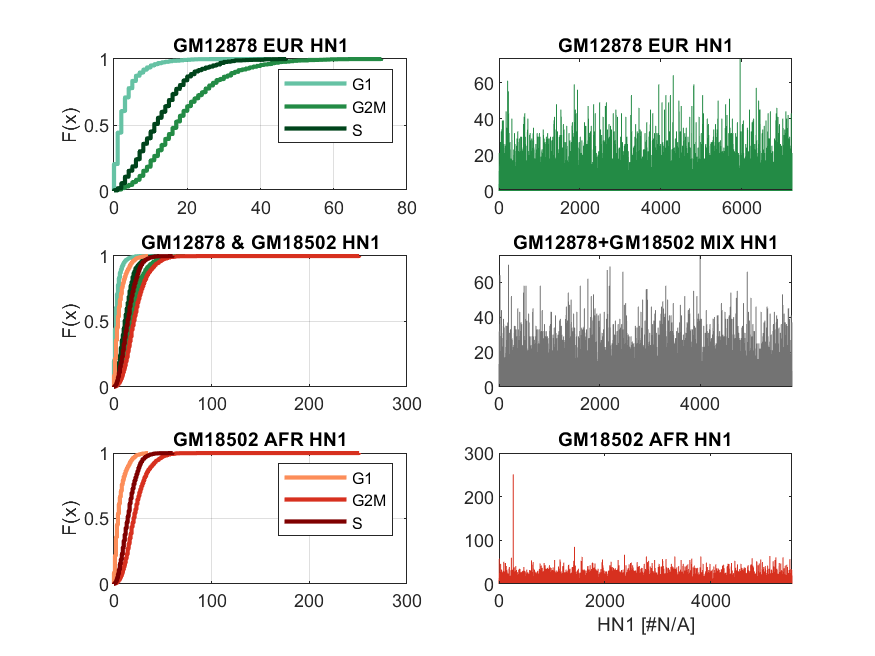 GM12878 EUR HN1
F(x)
1
0.5
0
0 20 40 60 80
G1
G2M
S
GM12878 EUR HN1
60
40
20
0
0 2000 4000 6000
GM12878 & GM18502 HN1
F(x)
1
0.5
0
0 100 200 300
GM12878+GM18502 MIX HN1
60
40
20
0
0 2000 4000
GM18502 AFR HN1
F(x)
1
0.5
0
0 100 200 300
G1
G2M
S
GM18502 AFR HN1
300
200
100
0
0 2000 4000
HN1 [#N/A]